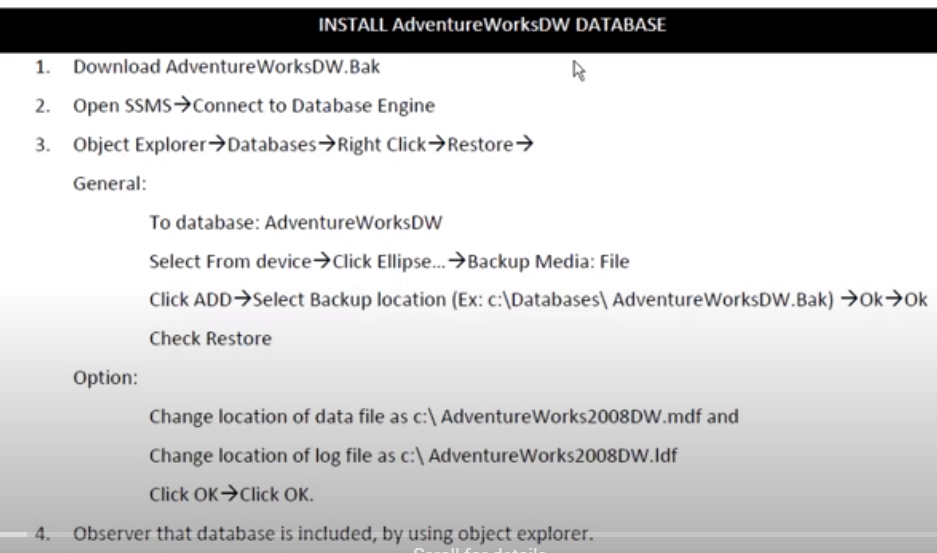 INSTALL AdventureWorksDW DATABASE
1. Download AdventureWorksDW.Bak
2. Open SSMS→Connect to Database Engine
3. Object Explorer→Databases→Right Click→Restore→
General:
To database: AdventureWorksDW
Select From device→Click Ellipse...→Backup Media: File
Click ADD→Select Backup location (Ex: c:\Databases\ AdventureWorksDW.Bak) →Ok→Ok
Check Restore
Option:
Change location of data file as c:\ AdventureWorks2008DW.mdf and
Change location of log file as c:\ AdventureWorks2008DW.ldf
Click OK→Click OK.
4. Observer that database is included, by using object explorer.
Scroll for details